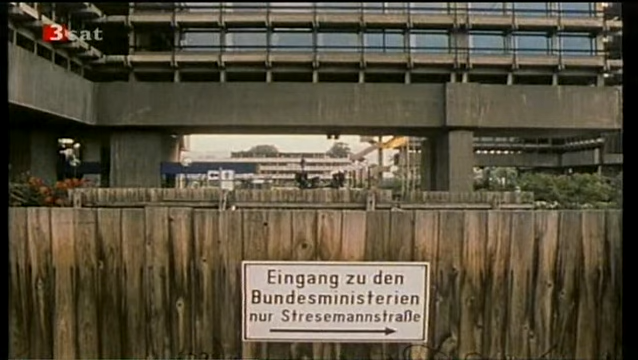 3sat
Eingang zu den
Bundesministerien
nur Stresemannstraße